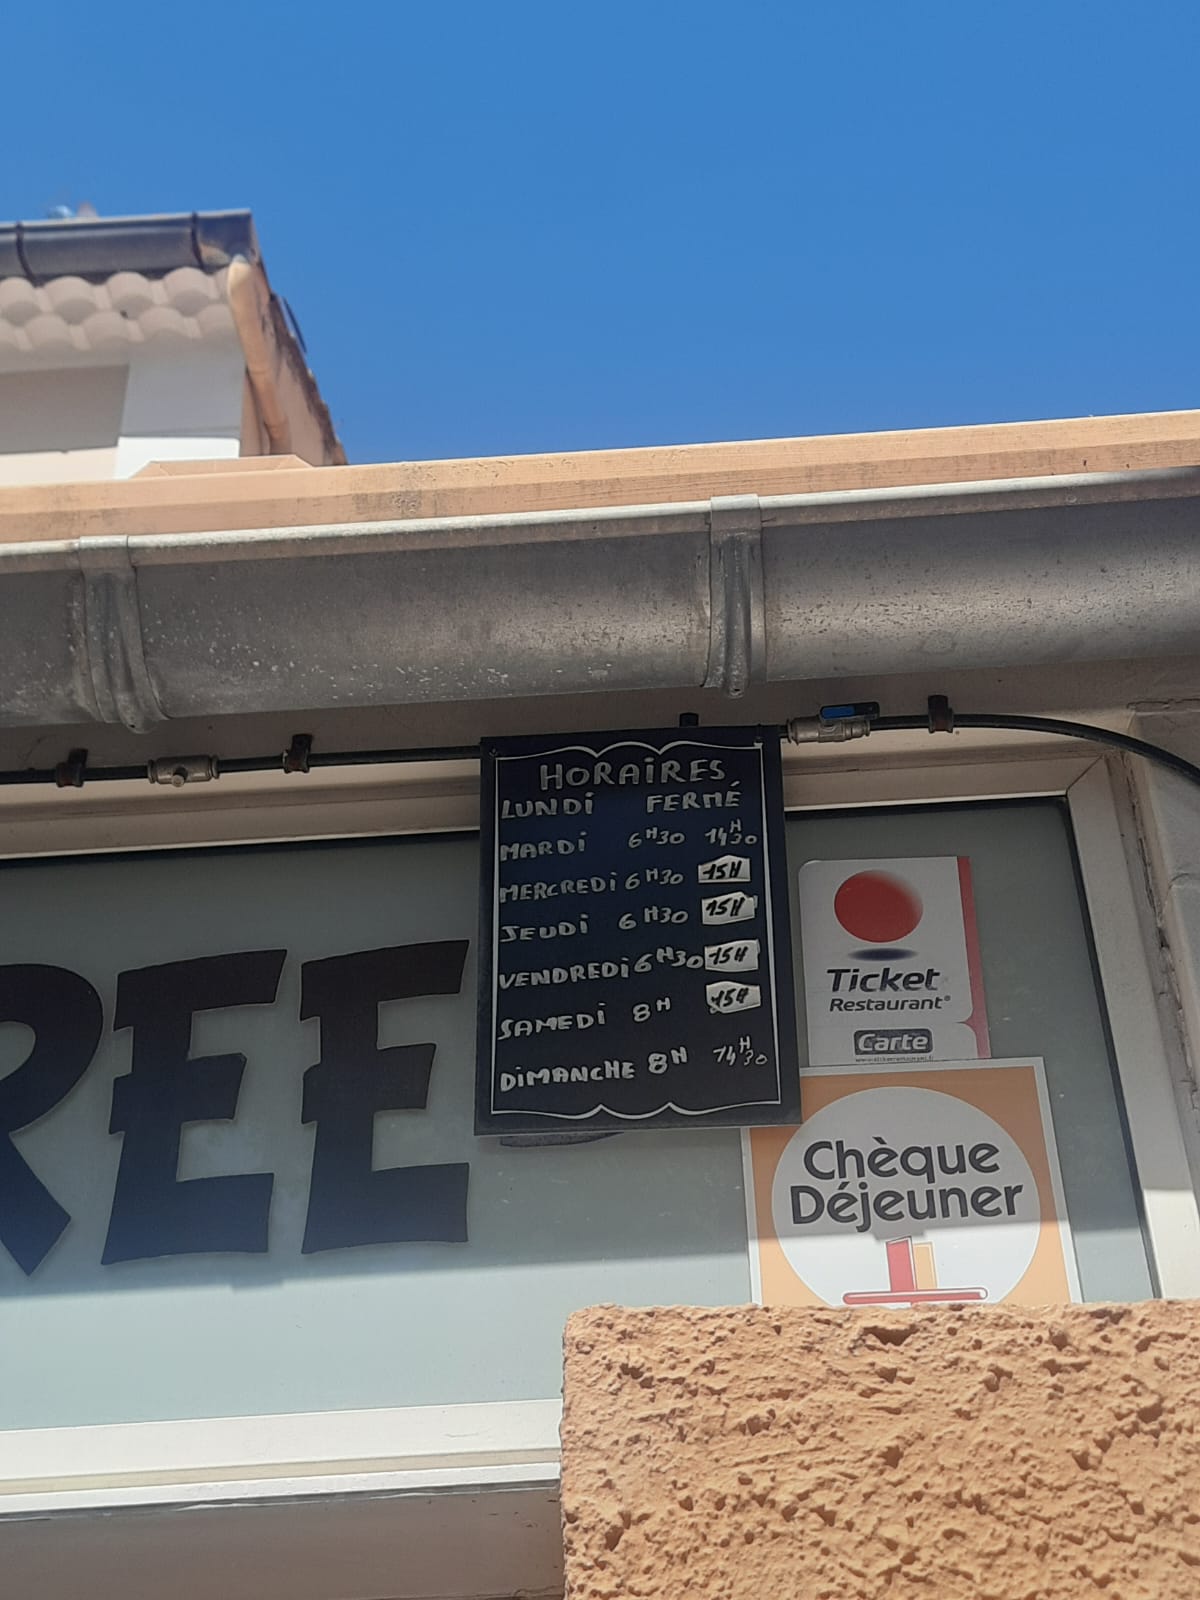 HORAIRES
LUNDI FERMÉ
MARDI 6H30 14H30
MERCREDI 6H30 15H
JEUDI 6H30 15H
VENDREDI 6H30 15H
SAMEDI 8H 15H
DIMANCHE 8H 14H30
REE
Ticket
Restaurant®
Carte
Chèque
Déjeuner